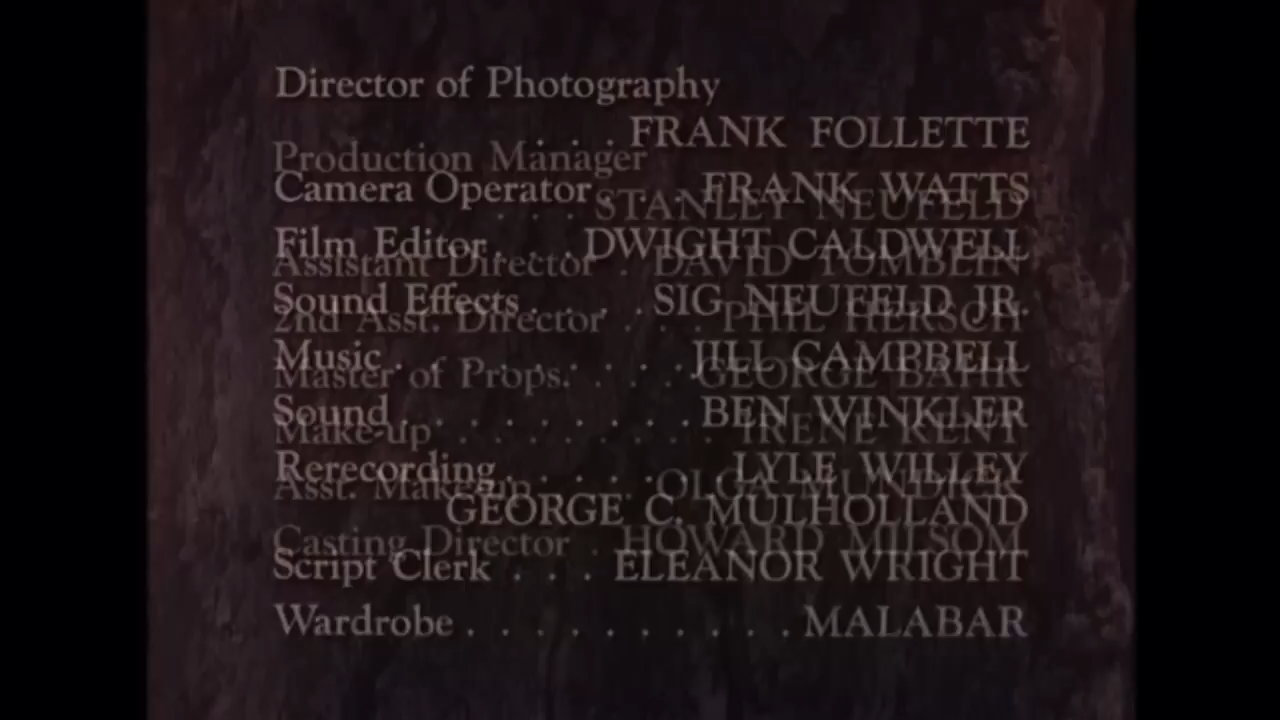 Director of Photography
. . . FRANK FOLLETTE
Production Manager
Camera Operator . . . FRANK WATTS
. . . STANLEY NEUFELD
Film Editor . . . DWIGHT CALDWELL
Assistant Director . DAVID TOMBLIN
Sound Effects . . . . SIG NEUFELD JR.
2nd Asst. Director . . . . PHIL HERSCH
Music . . . . . . . . JILL CAMPBELL
Master of Props. . . . . GEORGE BAHR
Sound . . . . . . . . . BEN WINKLER
Make-up . . . . . . . . IRENE KENT
Rerecording . . . . . . LYLE WILLEY
Asst. Make-up . . . . OLGA MUNDICK
GEORGE C. MULHOLLAND
Casting Director . HOWARD MILSOM
Script Clerk . . . ELEANOR WRIGHT
Wardrobe . . . . . . . . . . MALABAR